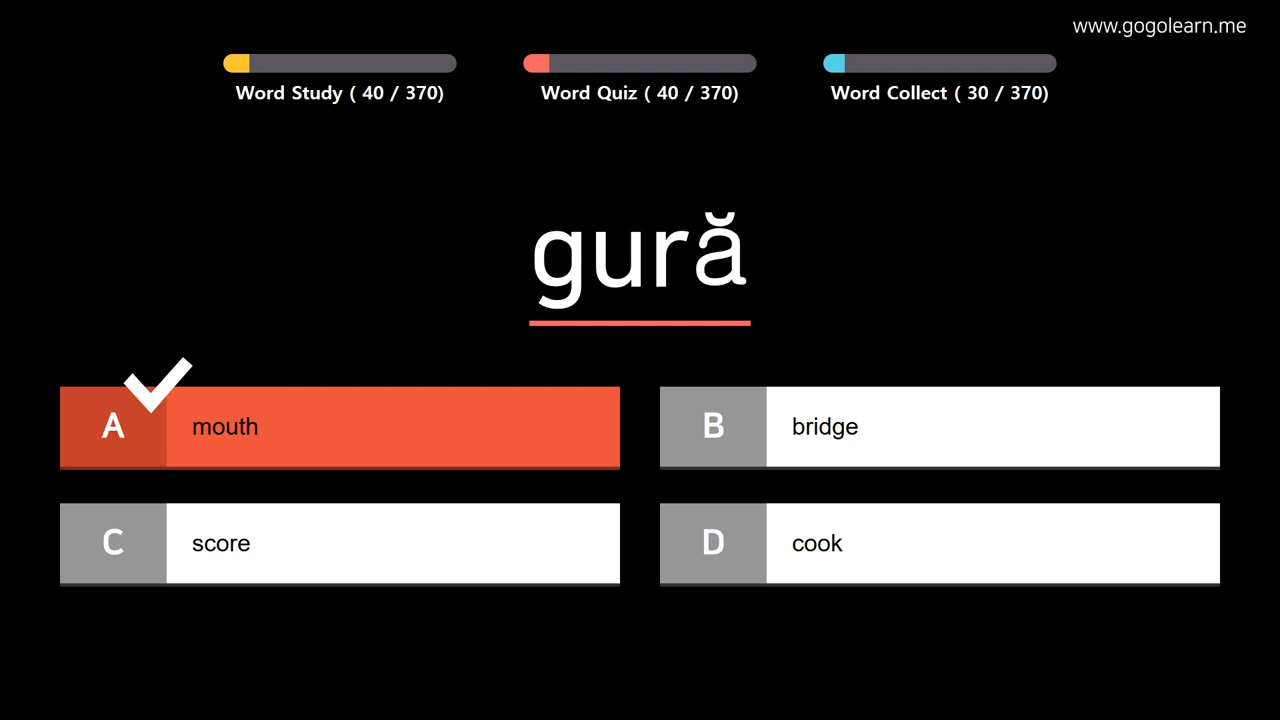 www.gogolearn.me
Word Study ( 40 / 370)
Word Quiz ( 40 / 370)
Word Collect ( 30 / 370)
gură
A mouth
B bridge
C score
D cook